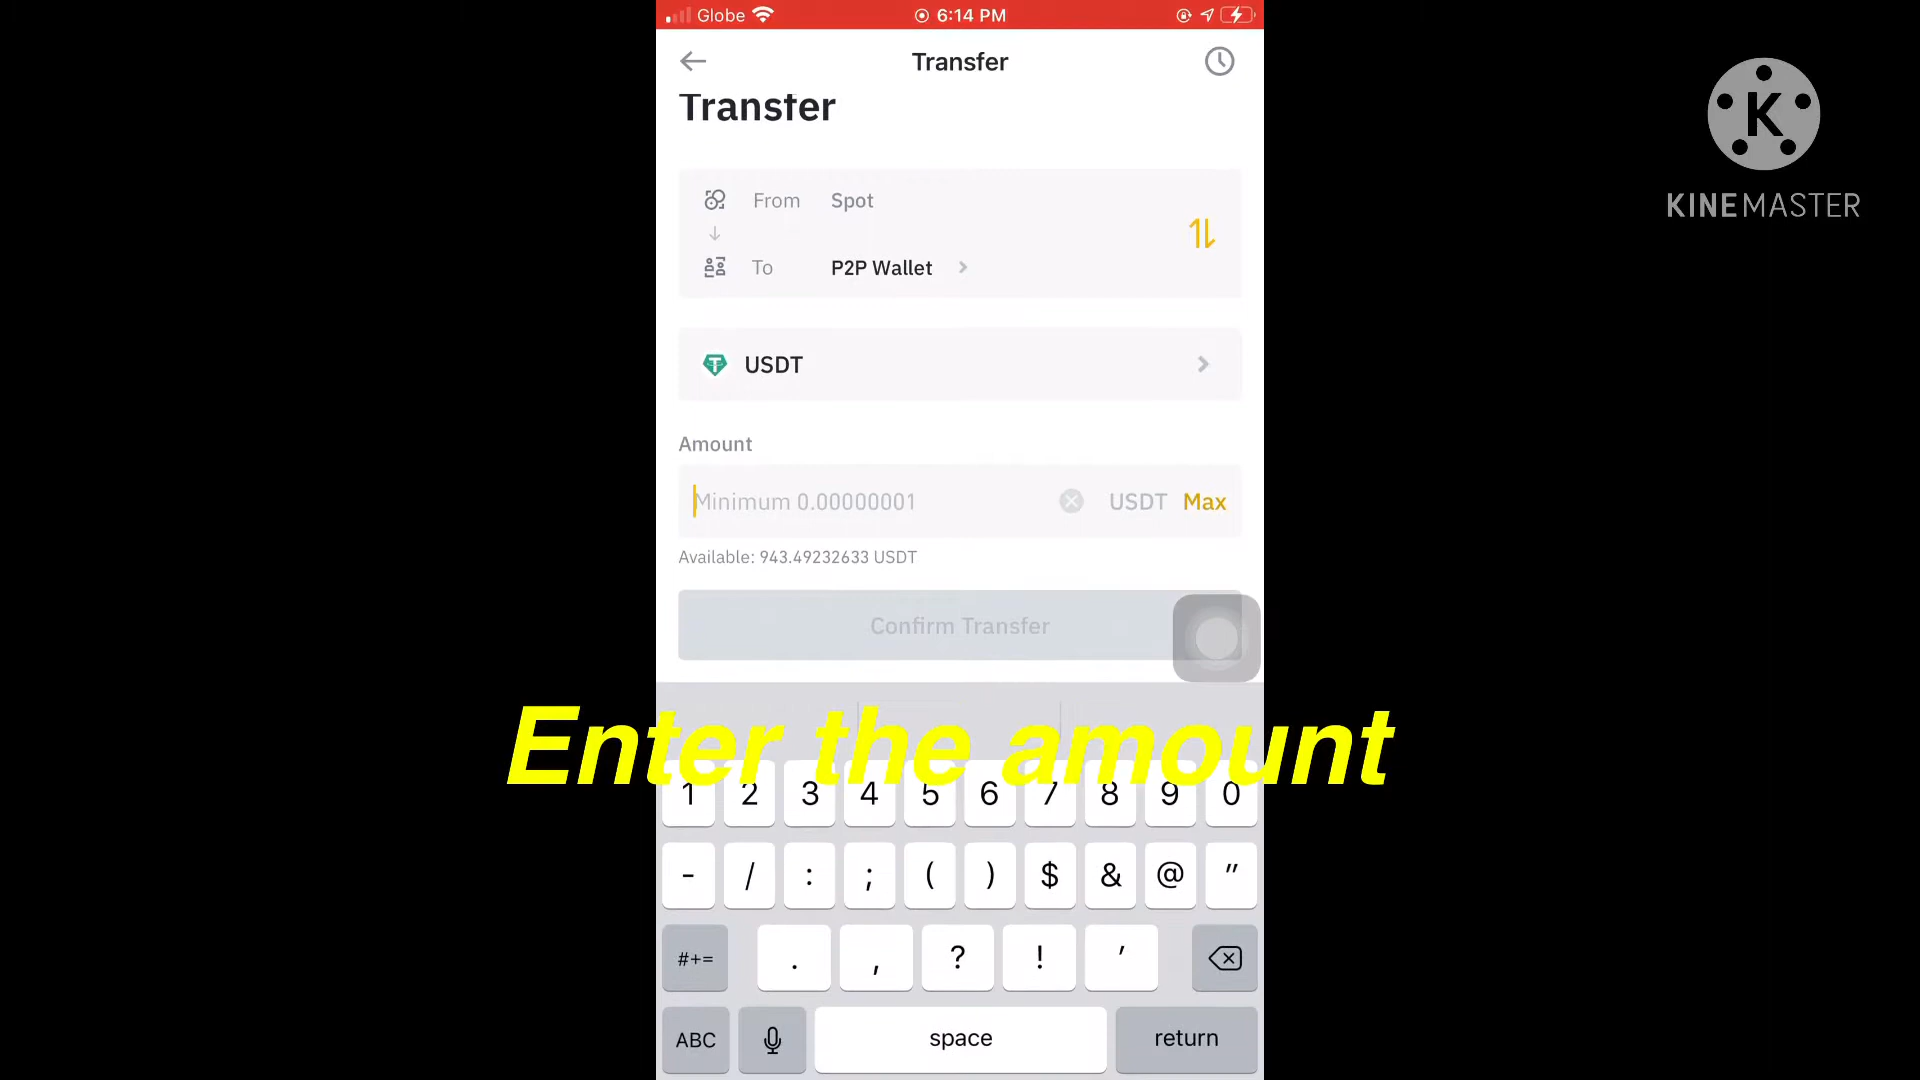 Globe 6:14 PM
Transfer
Transfer
From Spot
To P2P Wallet
USDT
Amount
Minimum 0.00000001 USDT Max
Available: 943.49232633 USDT
Confirm Transfer
Enter the amount
1 2 3 4 5 6 7 8 9 0
- / : ; ( ) $ & @ "
#+= . , ? ! '
ABC space return
K
KINEMASTER